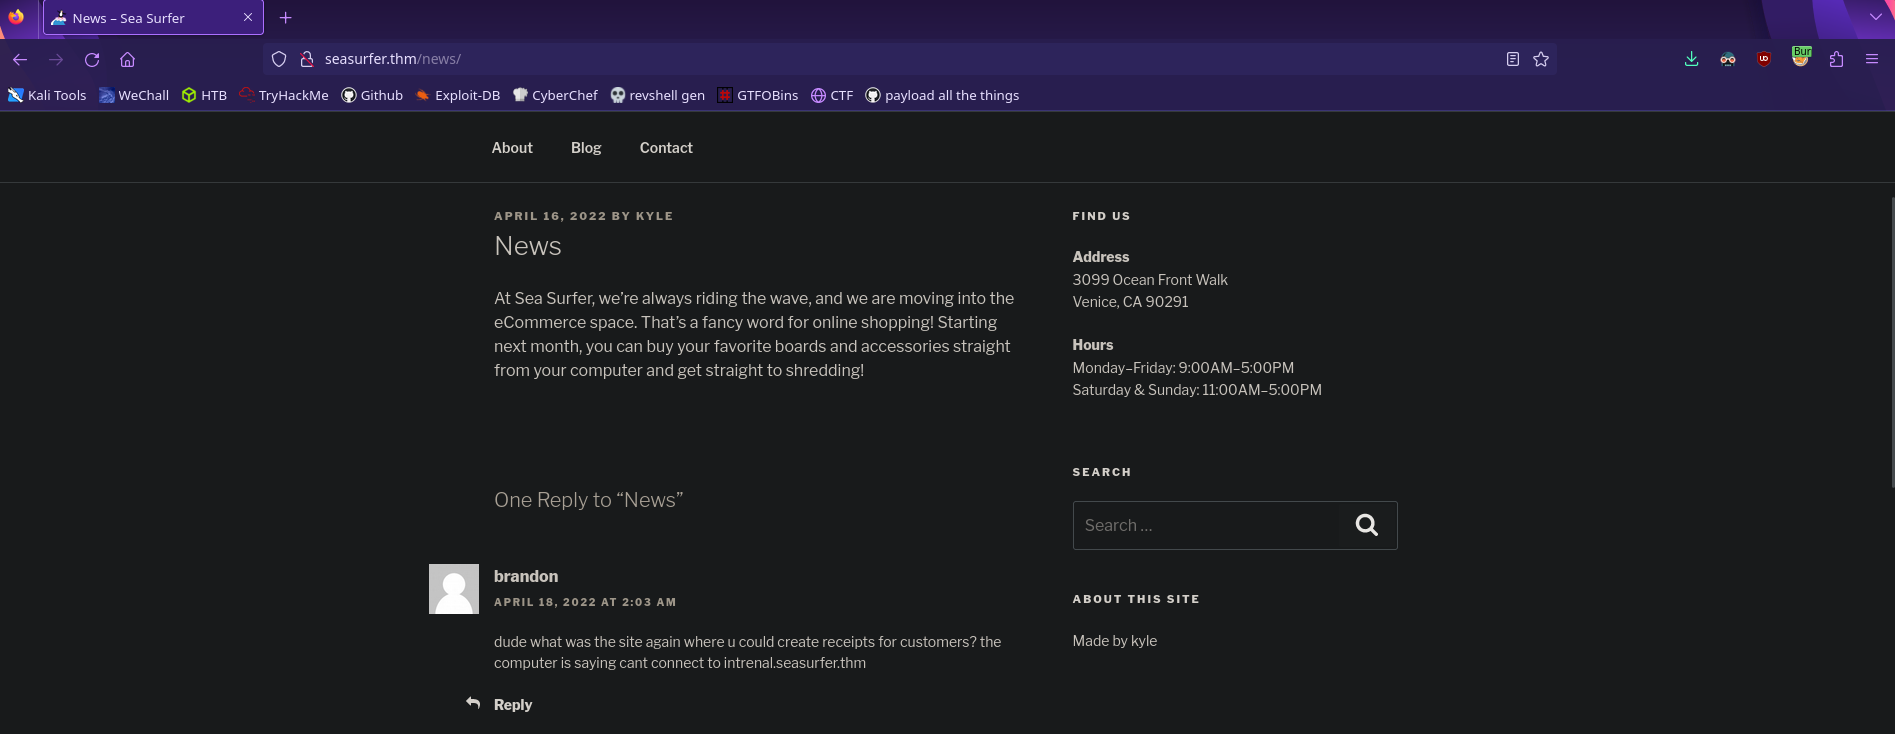 News – Sea Surfer
seasurfer.thm/news/
Bur
Kali Tools WeChall HTB TryHackMe Github Exploit-DB CyberChef revshell gen GTFOBins CTF payload all the things
About Blog Contact
APRIL 16, 2022 BY KYLE
News
At Sea Surfer, we’re always riding the wave, and we are moving into the
eCommerce space. That’s a fancy word for online shopping! Starting
next month, you can buy your favorite boards and accessories straight
from your computer and get straight to shredding!
One Reply to “News”
brandon
APRIL 18, 2022 AT 2:03 AM
dude what was the site again where u could create receipts for customers? the
computer is saying cant connect to intrenal.seasurfer.thm
Reply
FIND US
Address
3099 Ocean Front Walk
Venice, CA 90291
Hours
Monday–Friday: 9:00AM–5:00PM
Saturday & Sunday: 11:00AM–5:00PM
SEARCH
Search …
ABOUT THIS SITE
Made by kyle